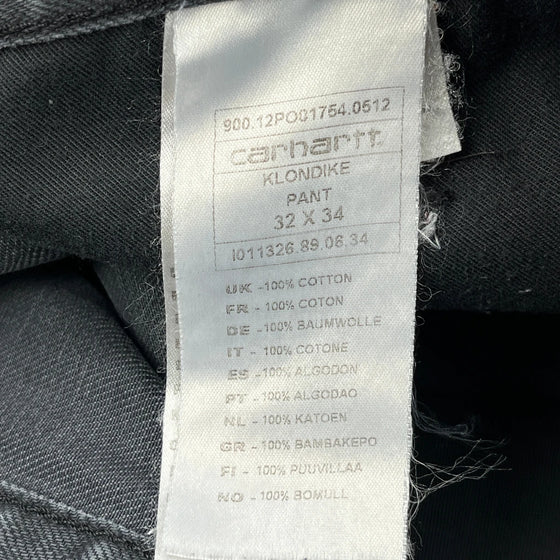 900.12PO01754.0512
carhartt
KLONDIKE
PANT
32 X 34
I011326.89.06.34
UK -100% COTTON
FR -100% COTON
DE -100% BAUMWOLLE
IT -100% COTONE
ES -100% ALGODON
PT -100% ALGODAO
NL -100% KATOEN
GR -100% BAMBAKEPO
FI -100% PUUVILLAA
NO -100% BOMULL